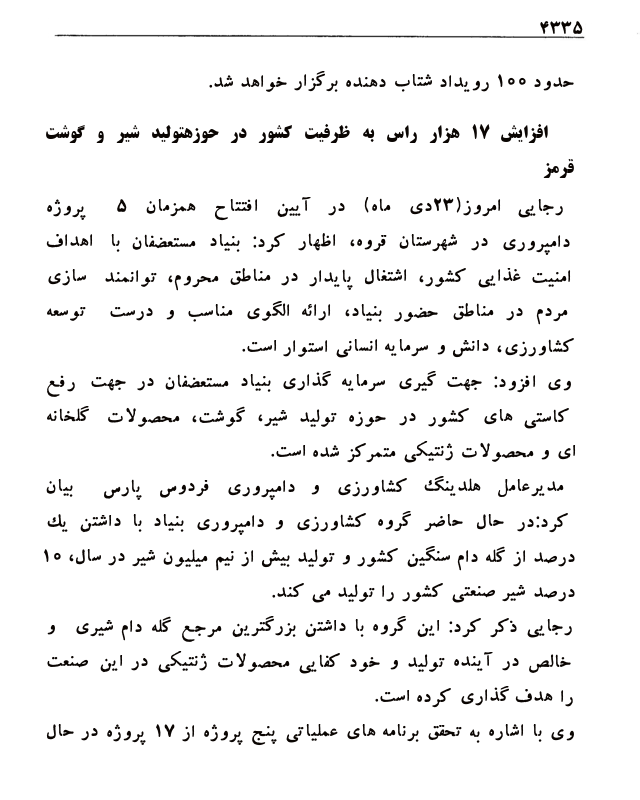 ۴۳۳۵
حدود ۱۰۰ رویداد شتاب دهنده برگزار خواهد شد.
افزایش ۱۷ هزار راس به ظرفیت کشور در حوزهتولید شیر و گوشت
قرمز
رجایی امروز(۲۳دی ماه) در آیین افتتاح همزمان ۵ پروژه
دامپروری در شهرستان قروه، اظهار کرد: بنیاد مستعضفان با اهداف
امنیت غذایی کشور، اشتغال پایدار در مناطق محروم، توانمند سازی
مردم در مناطق حضور بنیاد، ارائه الگوی مناسب و درست توسعه
کشاورزی، دانش و سرمایه انسانی استوار است.
وی افزود: جهت گیری سرمایه گذاری بنیاد مستعضفان در جهت رفع
کاستی های کشور در حوزه تولید شیر، گوشت، محصولات گلخانه
ای و محصولات ژنتیکی متمرکز شده است.
مدیرعامل هلدینگ کشاورزی و دامپروری فردوس پارس بیان
کرد:در حال حاضر گروه کشاورزی و دامپروری بنیاد با داشتن یك
درصد از گله دام سنگین کشور و تولید بیش از نیم میلیون شیر در سال، ۱۰
درصد شیر صنعتی کشور را تولید می کند.
رجایی ذکر کرد: این گروه با داشتن بزرگترین مرجع گله دام شیری و
خالص در آینده تولید و خود کفایی محصولات ژنتیکی در این صنعت
را هدف گذاری کرده است.
وی با اشاره به تحقق برنامه های عملیاتی پنج پروژه از ۱۷ پروژه در حال